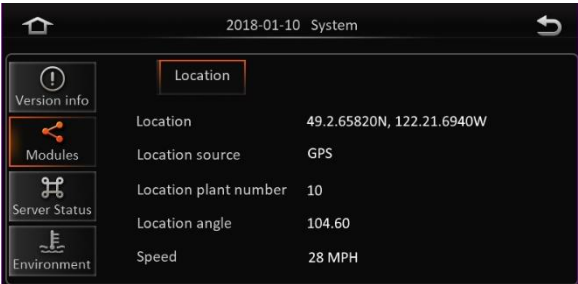 2018-01-10 System
Location
Version info
Location 49.2.65820N, 122.21.6940W
Modules
Location source GPS
Location plant number 10
Server Status
Location angle 104.60
Environment
Speed 28 MPH